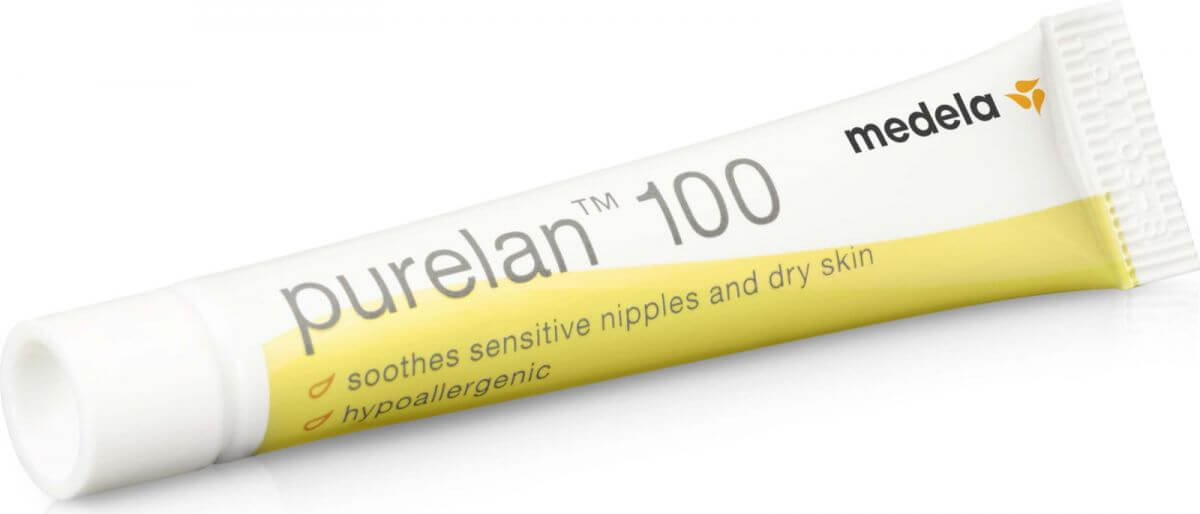 medela
purelan™ 100
soothes sensitive nipples and dry skin
hypoallergenic